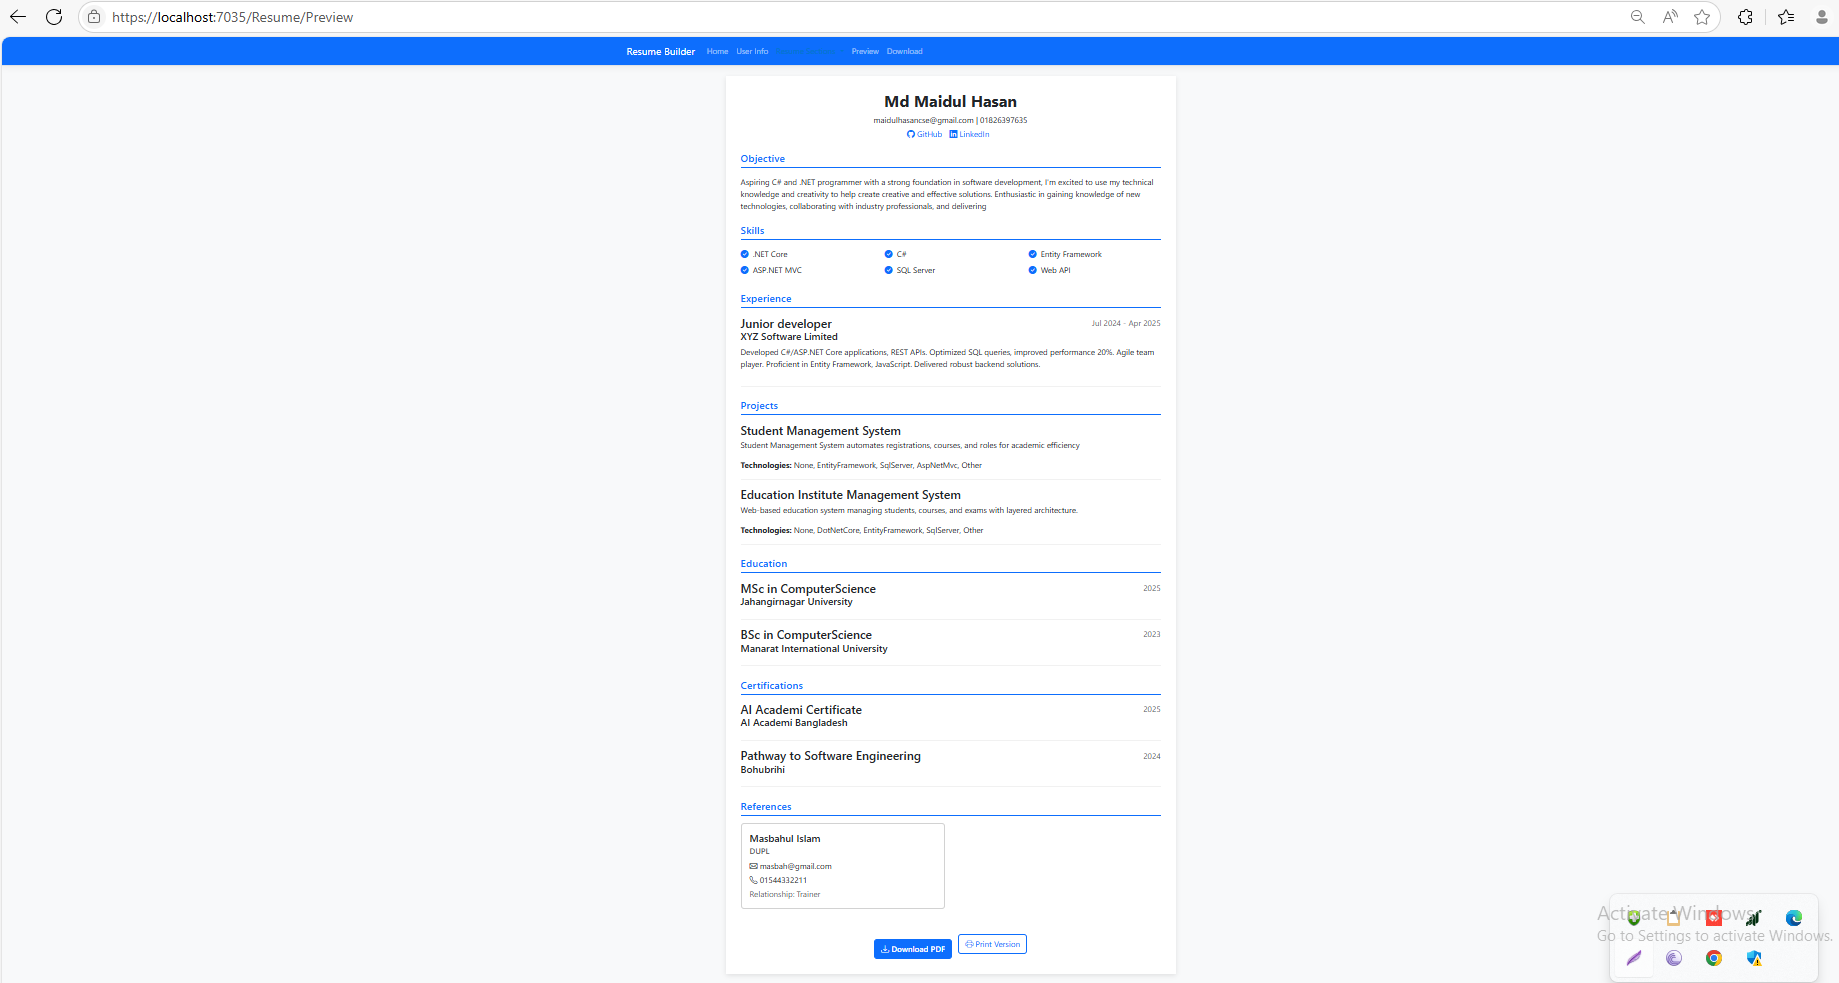 https://localhost:7035/Resume/Preview
Resume Builder Home User Info Preview Download
Md Maidul Hasan
maidulhasancse@gmail.com | 01826397635
GitHub LinkedIn
Objective
Aspiring C# and .NET programmer with a strong foundation in software development, I'm excited to use my technical
knowledge and creativity to help create creative and effective solutions. Enthusiastic in gaining knowledge of new
technologies, collaborating with industry professionals, and delivering
Skills
.NET Core C# Entity Framework
ASP.NET MVC SQL Server Web API
Experience
Junior developer Jul 2024 - Apr 2025
XYZ Software Limited
Developed C#/ASP.NET Core applications, REST APIs. Optimized SQL queries, improved performance 20%. Agile team
player. Proficient in Entity Framework, JavaScript. Delivered robust backend solutions.
Projects
Student Management System
Student Management System automates registrations, courses, and roles for academic efficiency
Technologies: None, EntityFramework, SqlServer, AspNetMvc, Other
Education Institute Management System
Web-based education system managing students, courses, and exams with layered architecture.
Technologies: None, DotNetCore, EntityFramework, SqlServer, Other
Education
MSc in ComputerScience 2025
Jahangirnagar University
BSc in ComputerScience 2023
Manarat International University
Certifications
AI Academi Certificate 2025
AI Academi Bangladesh
Pathway to Software Engineering 2024
Bohubrihi
References
Masbahul Islam
DUPL
masbah@gmail.com
01544332211
Relationship: Trainer
Download PDF Print Version
Activate Windows
Go to Settings to activate Windows.